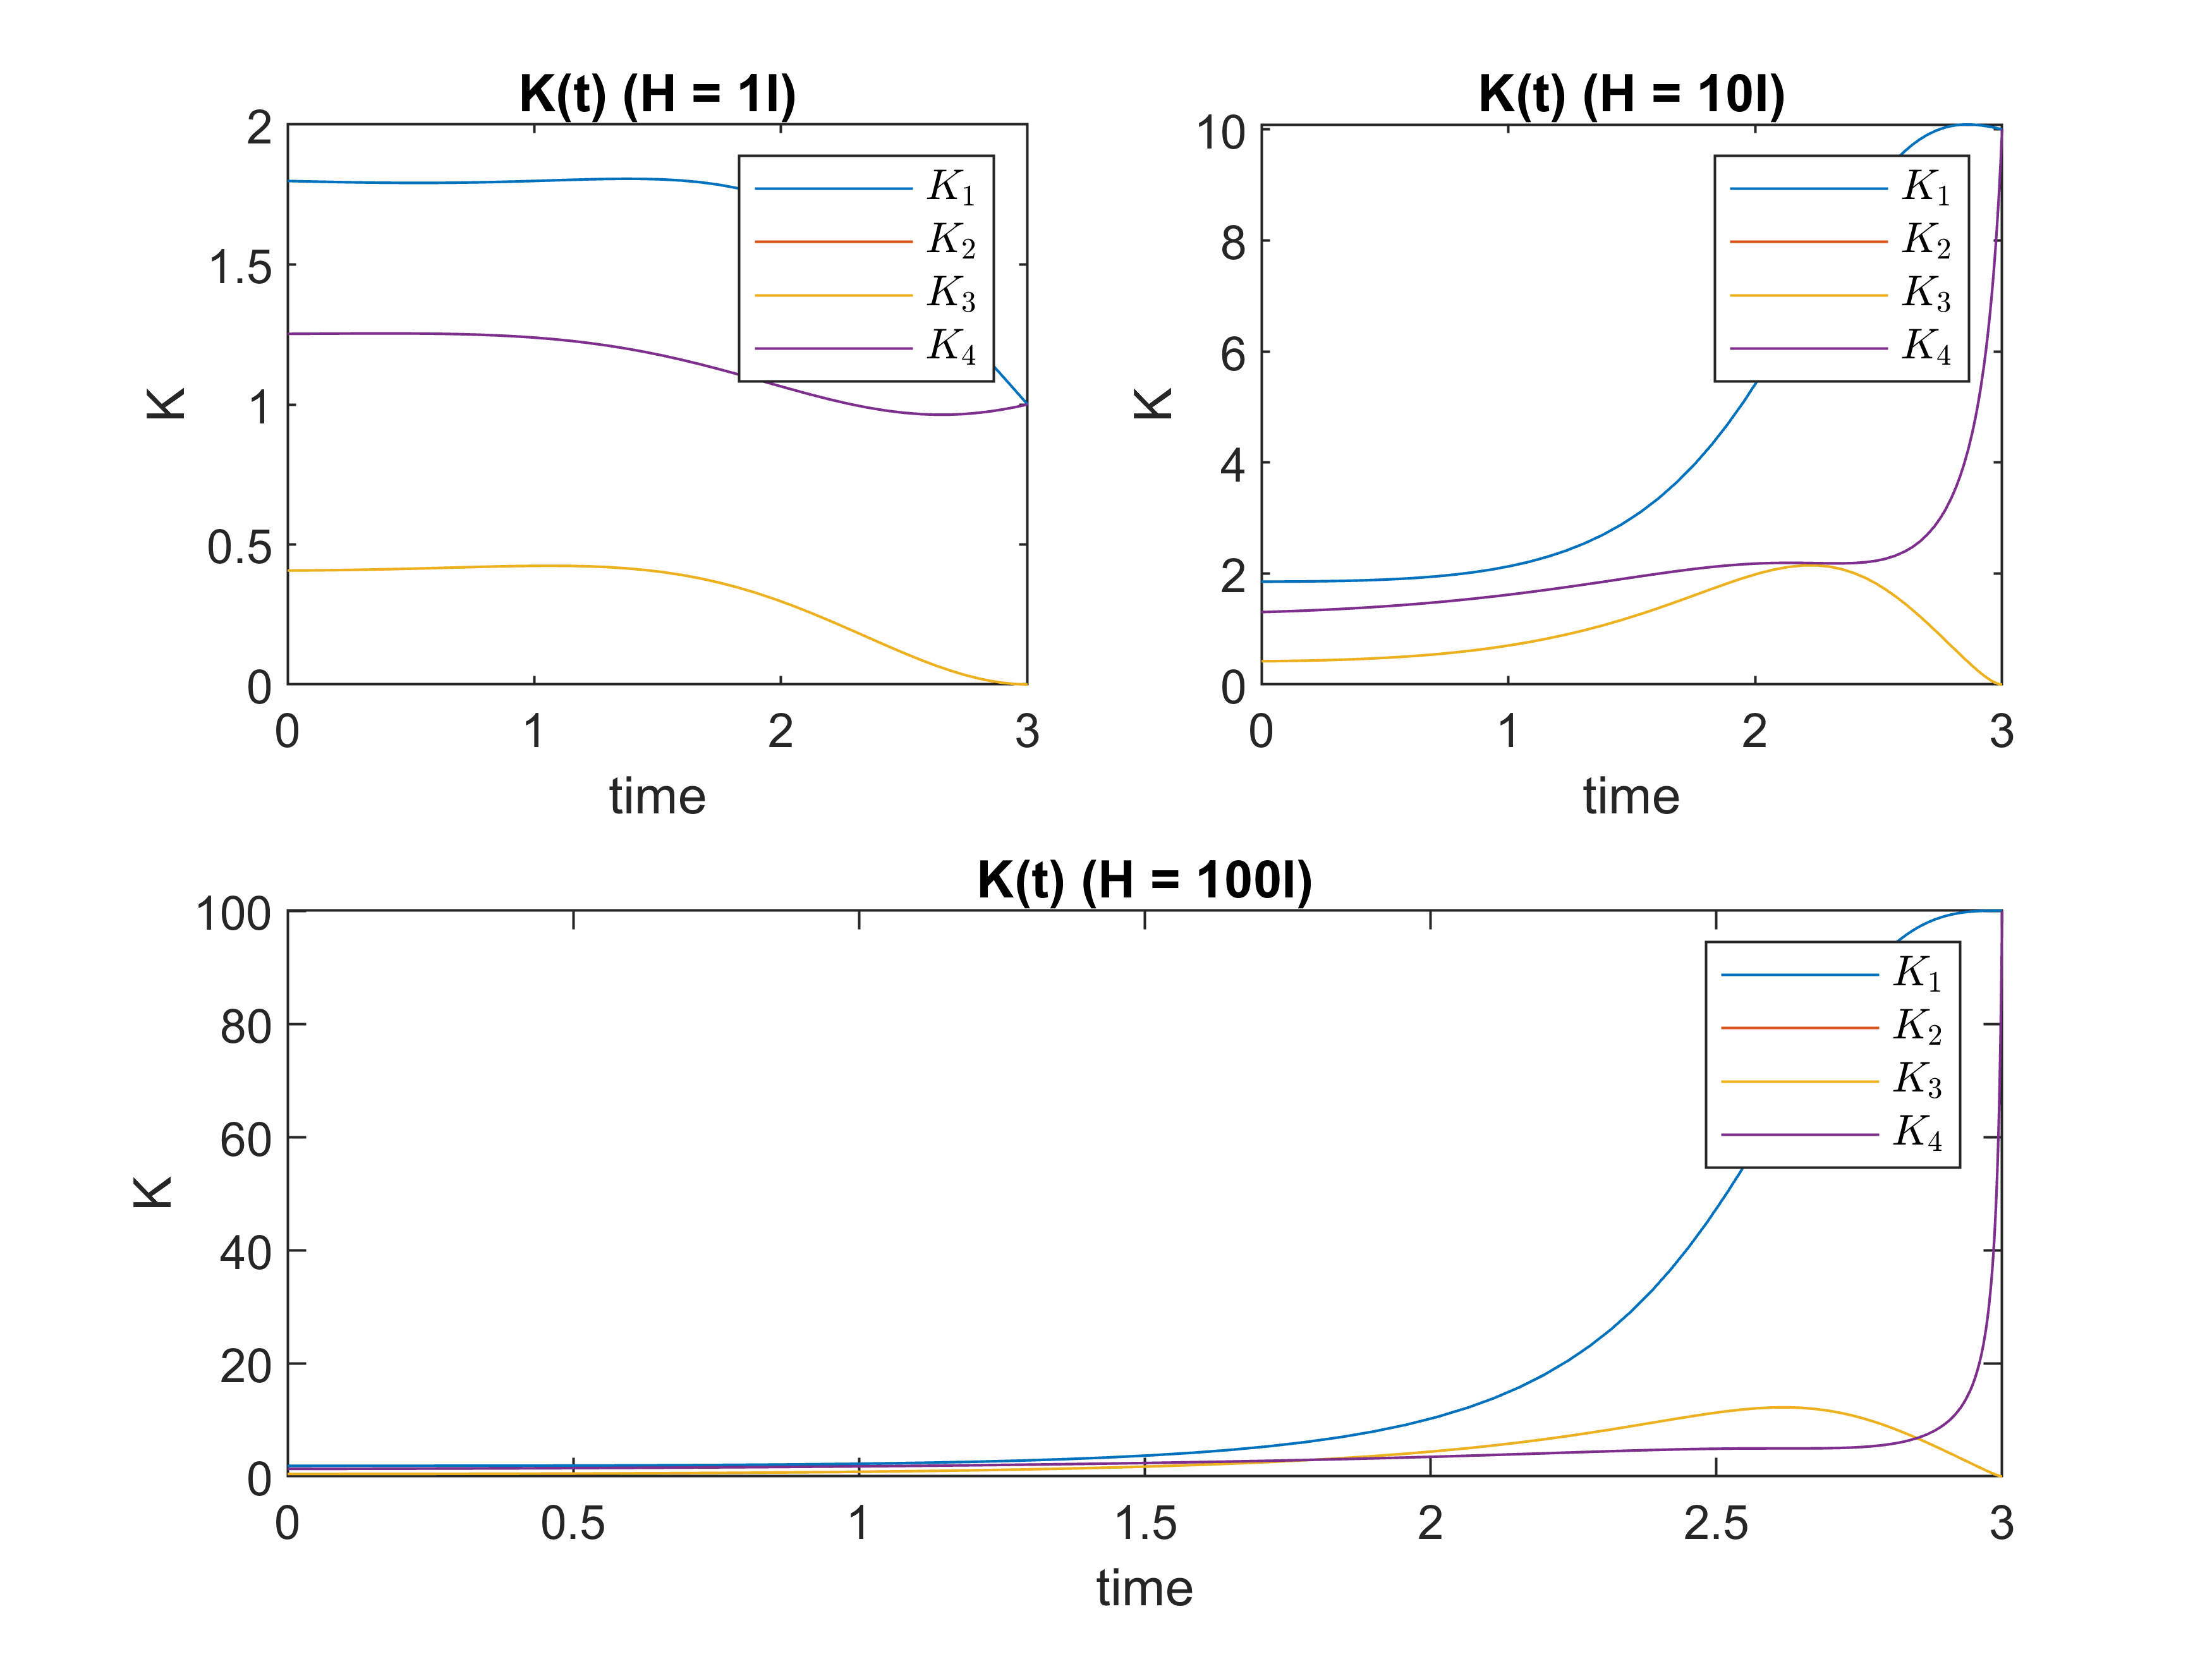 K(t) (H = 1I)
2
1.5
1
0.5
0
K
0 1 2 3
time
K1
K2
K3
K4
K(t) (H = 10I)
10
8
6
4
2
0
K
0 1 2 3
time
K1
K2
K3
K4
K(t) (H = 100I)
100
80
60
40
20
0
K
0 0.5 1 1.5 2 2.5 3
time
K1
K2
K3
K4